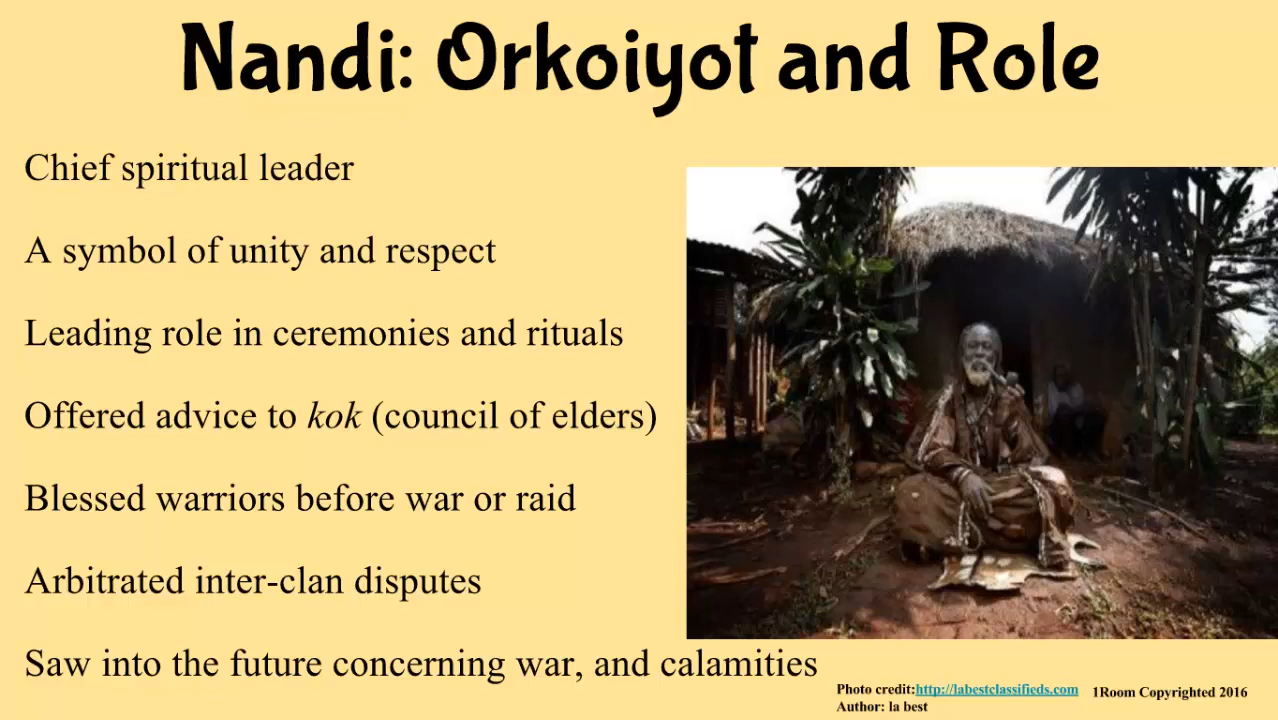 Nandi: Orkoiyot and Role
Chief spiritual leader
A symbol of unity and respect
Leading role in ceremonies and rituals
Offered advice to kok (council of elders)
Blessed warriors before war or raid
Arbitrated inter-clan disputes
Saw into the future concerning war, and calamities
Photo credit:http://labestclassifieds.com
Author: la best
1Room Copyrighted 2016